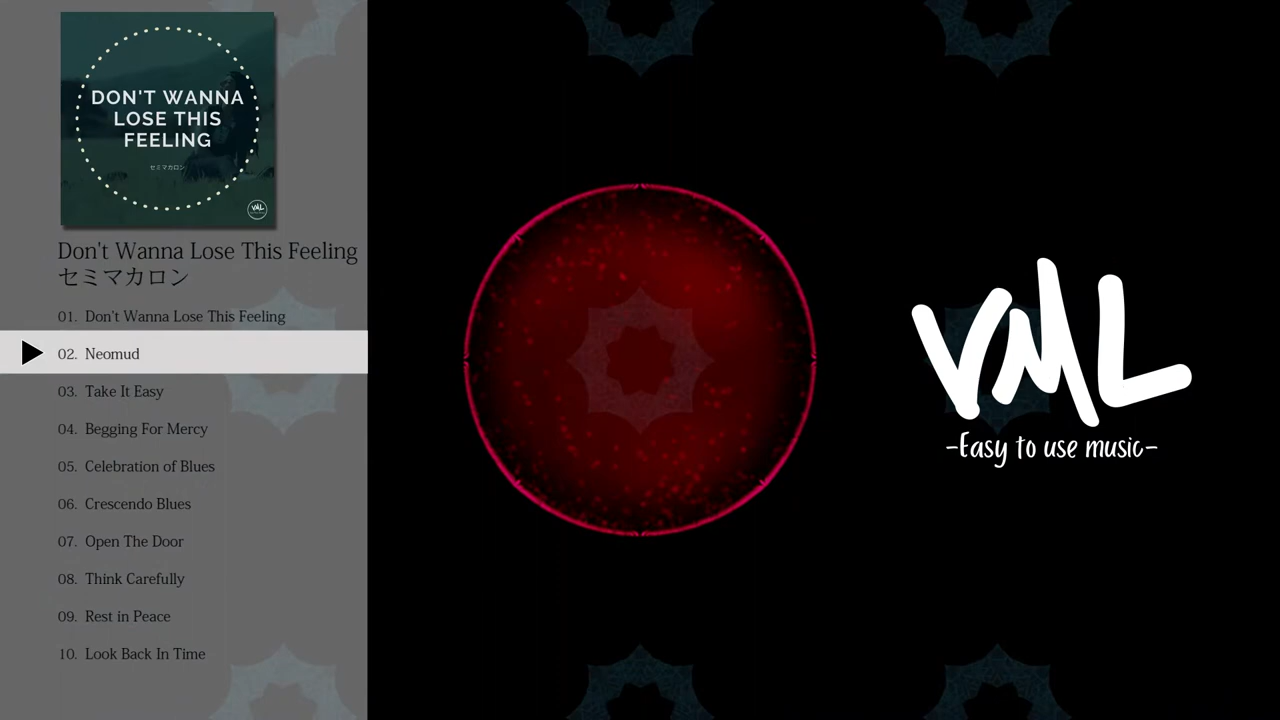 DON'T WANNA
LOSE THIS
FEELING
セミマカロン
VML
Don't Wanna Lose This Feeling
セミマカロン
01. Don't Wanna Lose This Feeling
02. Neomud
03. Take It Easy
04. Begging For Mercy
05. Celebration of Blues
06. Crescendo Blues
07. Open The Door
08. Think Carefully
09. Rest in Peace
10. Look Back In Time
VML
-Easy to use music-